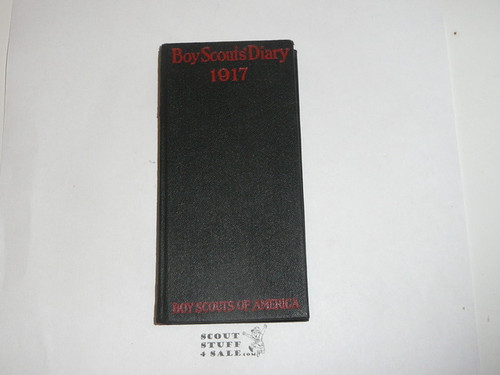 Boy Scouts' Diary
1917
BOY SCOUTS OF AMERICA
SCOUT
STUFF
4 SALE.com